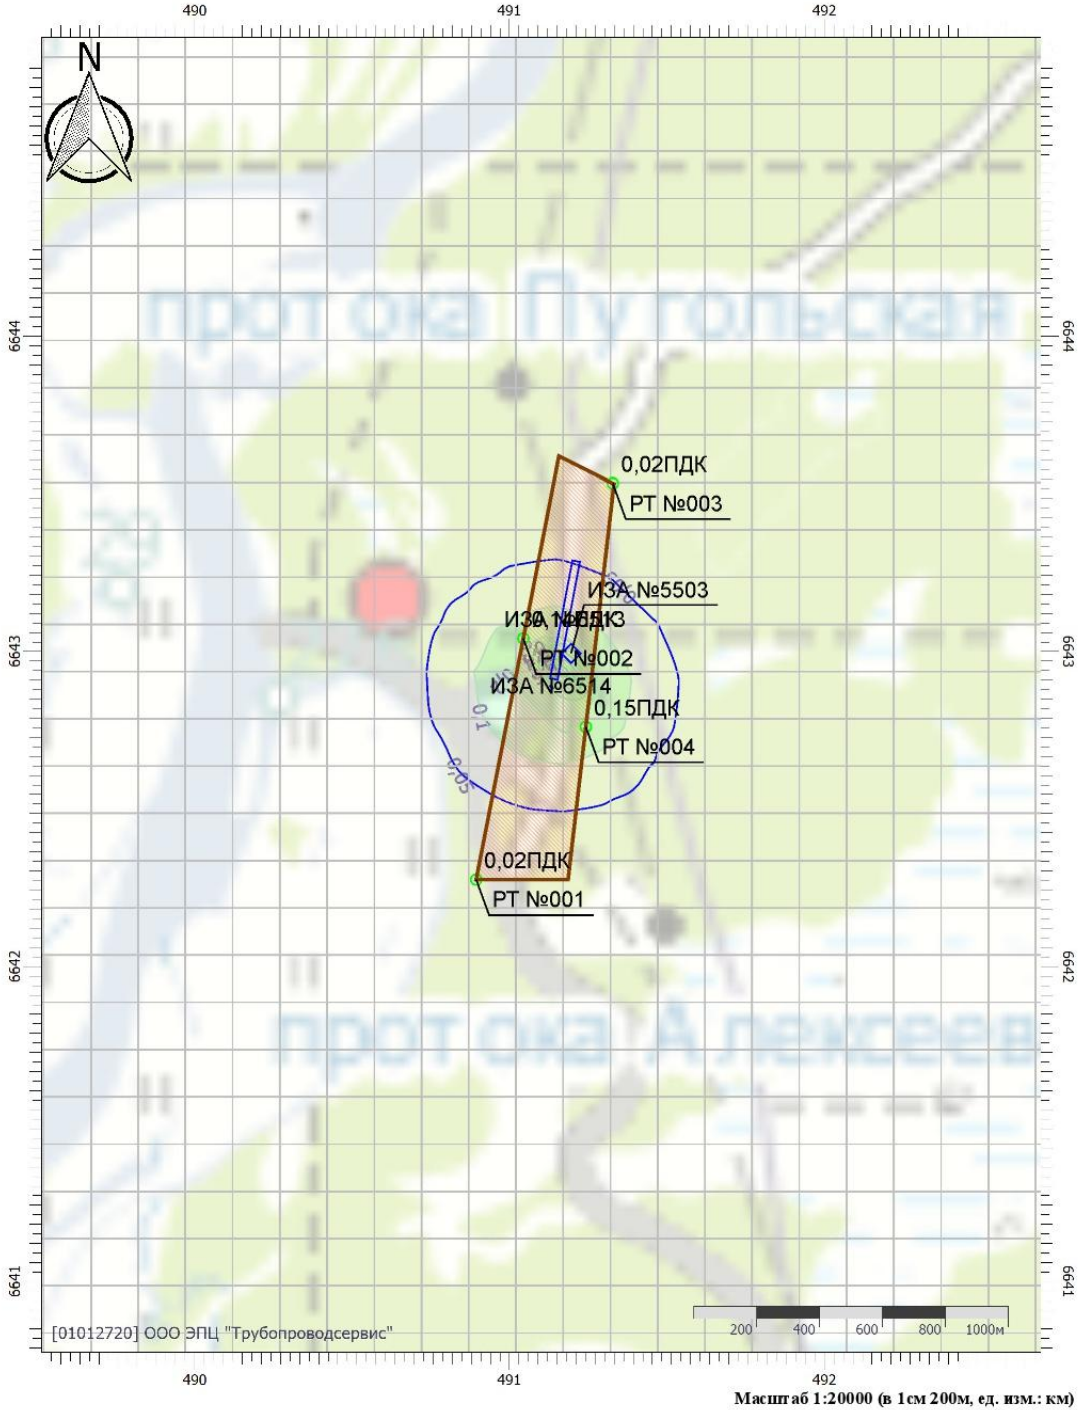 490 491 492
N
протока Пугольская
6644 6644
0,02ПДК
РТ №003
29
ИЗА №5503
6643 6643
РТ №002
ИЗА №6514
0,1
0,15ПДК
РТ №004
0,05
0,02ПДК
РТ №001
6642 6642
протока Алексеев
6641 6641
[01012720] ООО ЭПЦ "Трубопроводсервис"
200 400 600 800 1000м
490 491 492
Масштаб 1:20000 (в 1см 200м, ед. изм.: км)